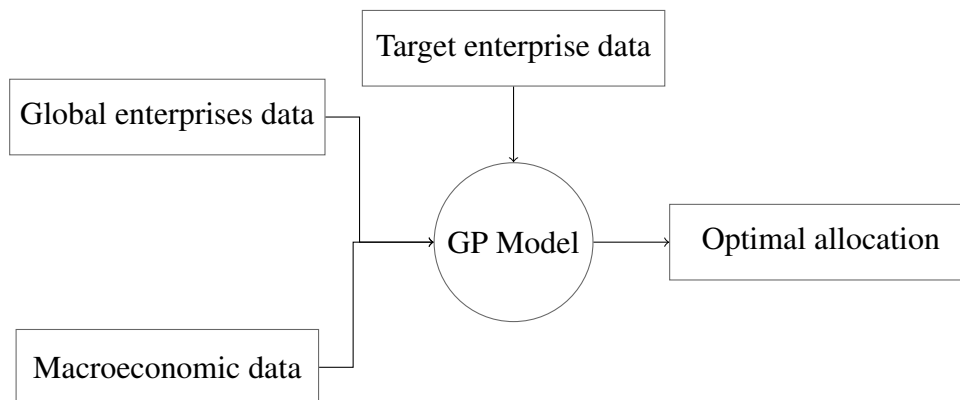 Target enterprise data
Global enterprises data
GP Model
Optimal allocation
Macroeconomic data